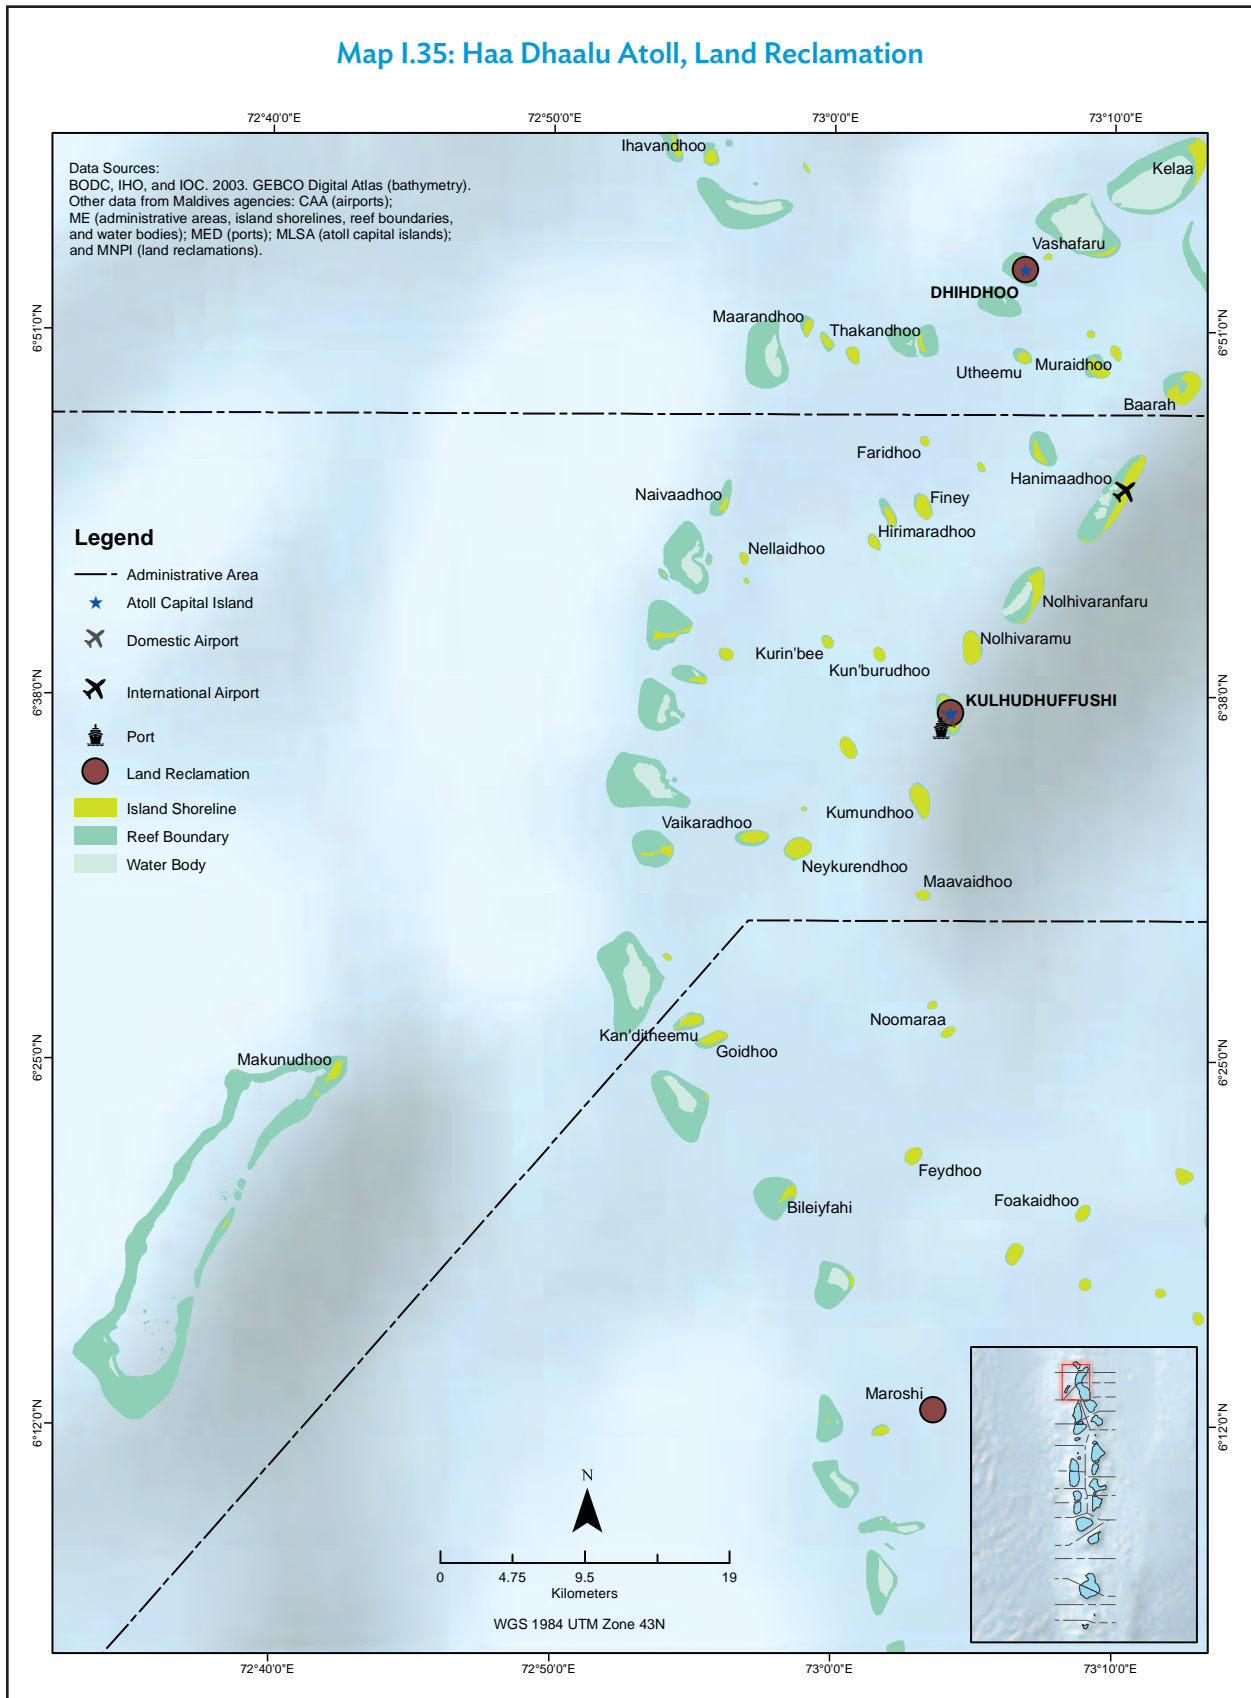 Map I.35: Haa Dhaalu Atoll, Land Reclamation
72°40'0"E
72°50'0"E
73°0'0"E
73°10'0"E
Data Sources:
BODC, IHO, and IOC. 2003. GEBCO Digital Atlas (bathymetry).
Other data from Maldives agencies: CAA (airports);
ME (administrative areas, island shorelines, reef boundaries,
and water bodies); MED (ports); MLSA (atoll capital islands);
and MNPI (land reclamations).
Ihavandhoo
Kelaa
Vashafaru
DHIHDHOO
Maarandhoo
Thakandhoo
6°51'0"N
6°51'0"N
Utheemu
Muraidhoo
Baarah
Faridhoo
Hanimaadhoo
Naivaadhoo
Finey
Hirimaradhoo
Nellaidhoo
Nolhivaranfaru
Nolhivaramu
Kurin'bee
Kun'burudhoo
6°38'0"N
6°38'0"N
KULHUDHUFFUSHI
Legend
Administrative Area
Atoll Capital Island
Domestic Airport
International Airport
Port
Land Reclamation
Island Shoreline
Reef Boundary
Water Body
Kumundhoo
Vaikaradhoo
Neykurendhoo
Maavaidhoo
Noomaraa
Kan'ditheemu
Goidhoo
6°25'0"N
6°25'0"N
Makunudhoo
Feydhoo
Foakaidhoo
Bileiyfahi
Maroshi
6°12'0"N
6°12'0"N
N
0
4.75
9.5
19
Kilometers
WGS 1984 UTM Zone 43N
72°40'0"E
72°50'0"E
73°0'0"E
73°10'0"E